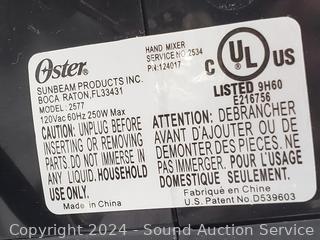 Oster
SUNBEAM PRODUCTS INC.
BOCA RATON, FL33431
MODEL: 2577
120Vac 60Hz 250W Max
HAND MIXER
SERVICE NO 2534
P/N:124017
C UL US
LISTED 9H60
E216756
CAUTION: UNPLUG BEFORE
INSERTING OR REMOVING
PARTS. DO NOT IMMERSE IN
ANY LIQUID. HOUSEHOLD
USE ONLY.
Made in China
ATTENTION: DEBRANCHER
AVANT D'INSERER OU DE
DEMONTER DES PIECES. NE
PAS IMMERGER. POUR L'USAGE
DOMESTIQUE SEULEMENT.
Fabriqué en Chine
U.S. Patent No.D539603
Copyright 2024 - Sound Auction Service